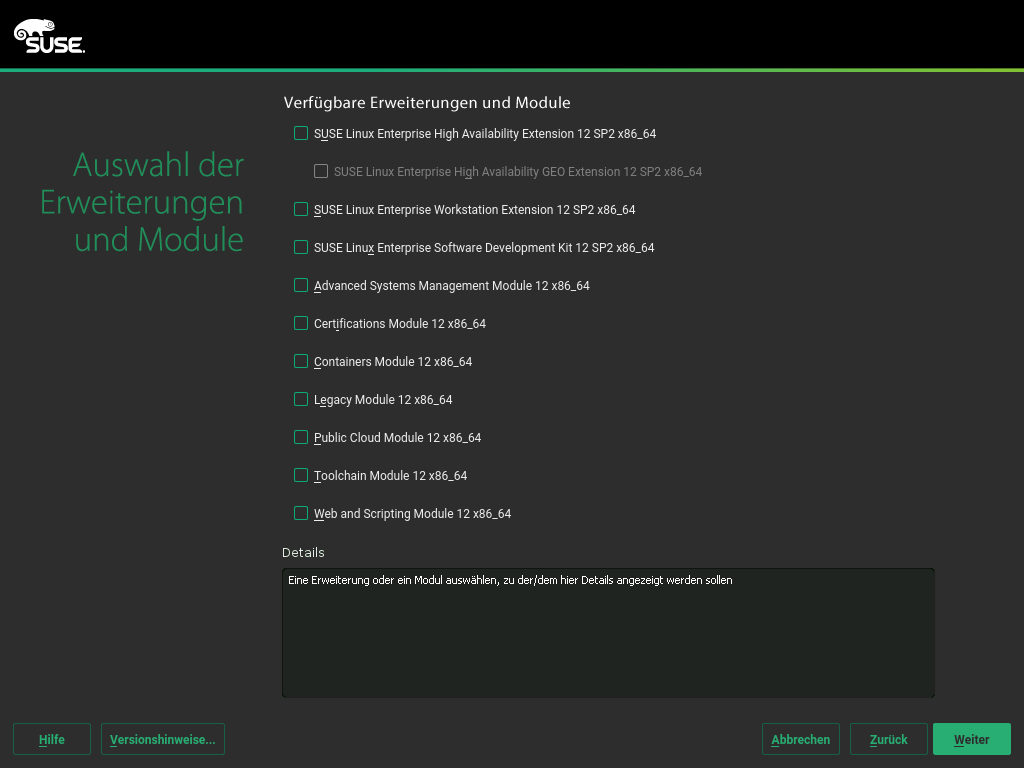 SUSE.
Auswahl der
Erweiterungen
und Module
Verfügbare Erweiterungen und Module
SUSE Linux Enterprise High Availability Extension 12 SP2 x86_64
SUSE Linux Enterprise High Availability GEO Extension 12 SP2 x86_64
SUSE Linux Enterprise Workstation Extension 12 SP2 x86_64
SUSE Linux Enterprise Software Development Kit 12 SP2 x86_64
Advanced Systems Management Module 12 x86_64
Certifications Module 12 x86_64
Containers Module 12 x86_64
Legacy Module 12 x86_64
Public Cloud Module 12 x86_64
Toolchain Module 12 x86_64
Web and Scripting Module 12 x86_64
Details
Eine Erweiterung oder ein Modul auswählen, zu der/dem hier Details angezeigt werden sollen
Hilfe Versionshinweise... Abbrechen Zurück Weiter